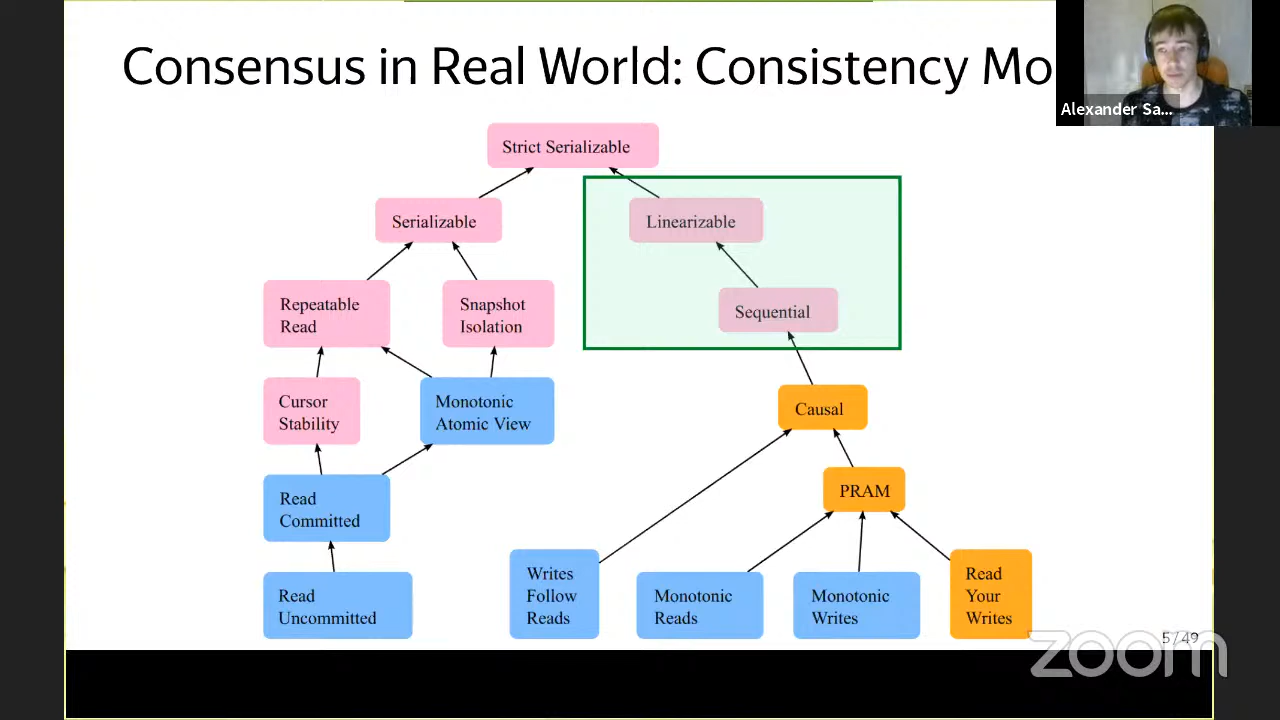 Consensus in Real World: Consistency Mo
Alexander Sa...
Strict Serializable
Serializable
Linearizable
Repeatable
Read
Snapshot
Isolation
Sequential
Cursor
Stability
Monotonic
Atomic View
Causal
Read
Committed
PRAM
Read
Uncommitted
Writes
Follow
Reads
Monotonic
Reads
Monotonic
Writes
Read
Your
Writes
5 / 49
zoom